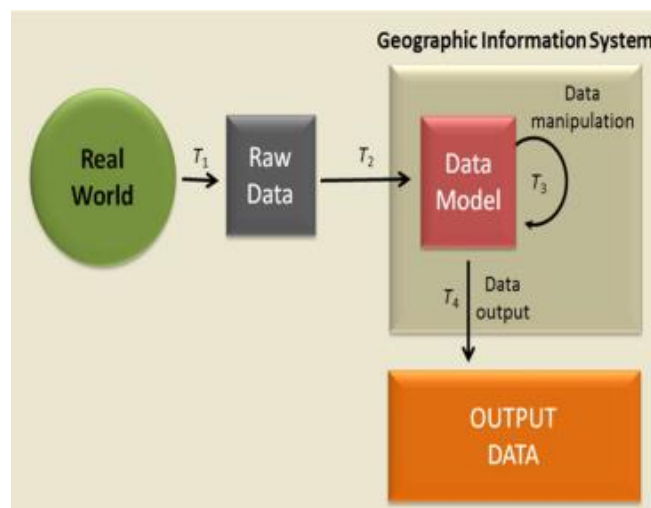 Geographic Information System
Real
World
T1
Raw
Data
T2
Data
Model
Data
manipulation
T3
T4
Data
output
OUTPUT
DATA